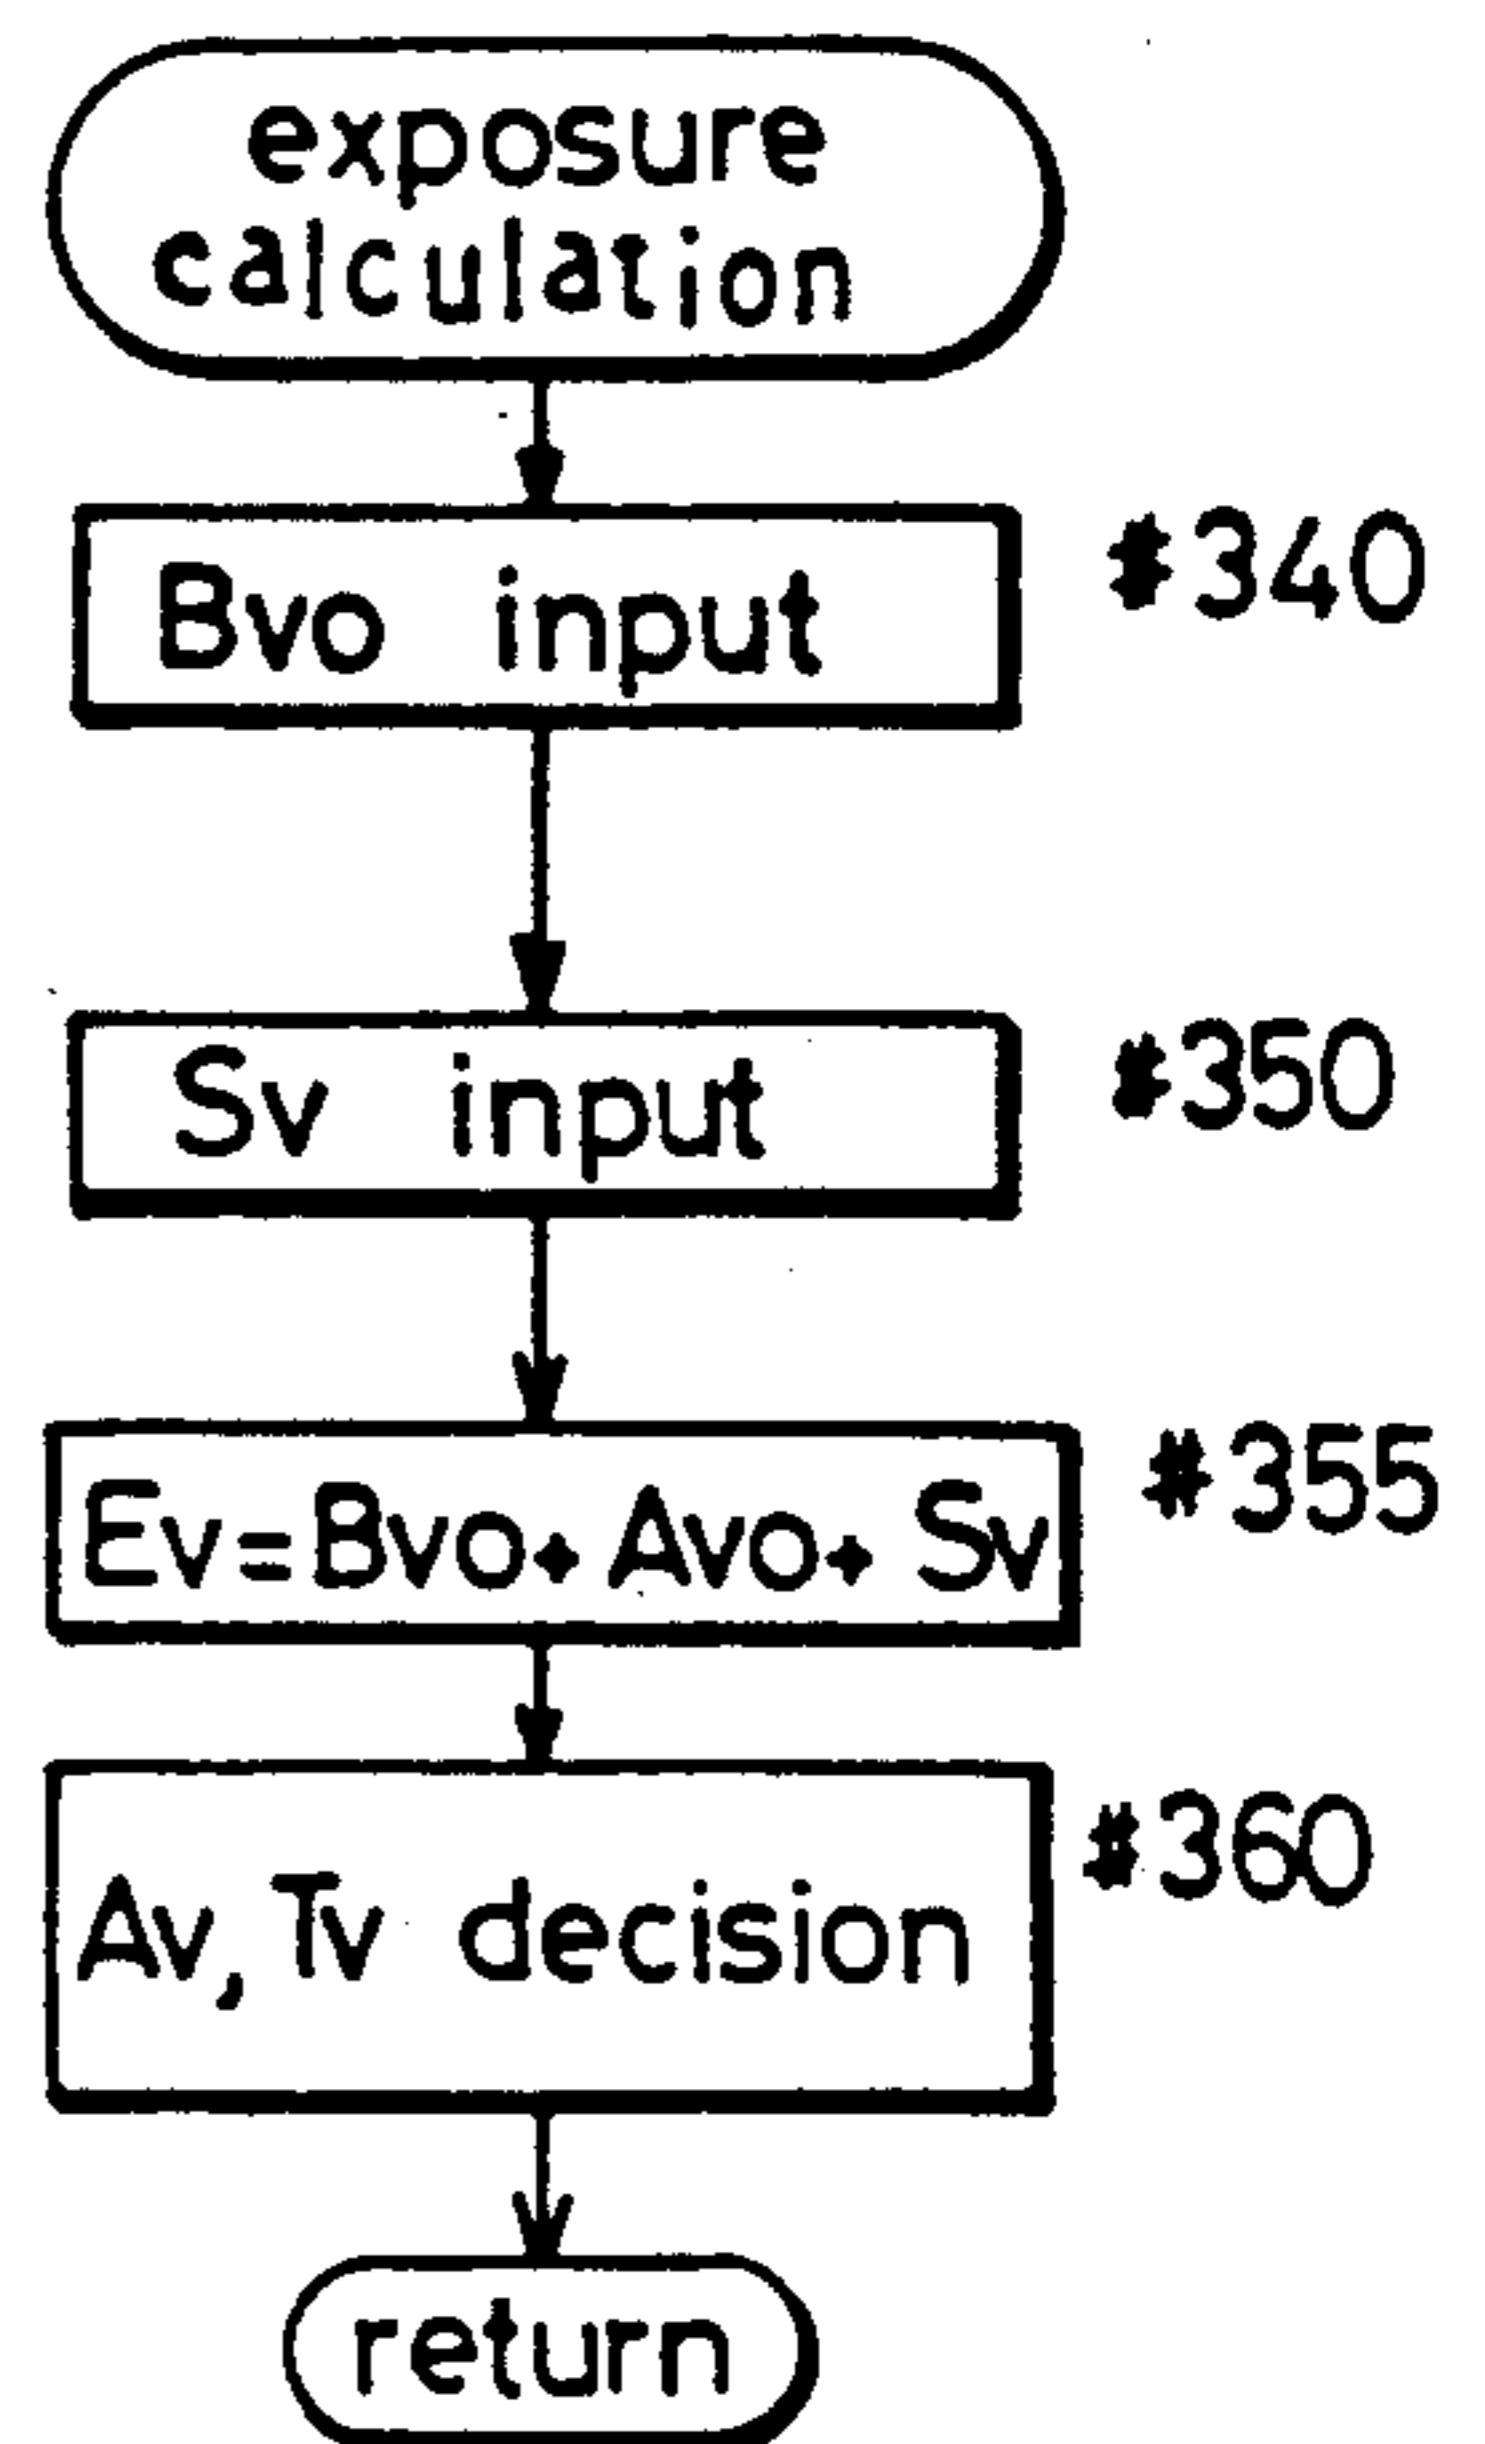 exposure
calculation
Bvo input
#340
Sv input
#350
Ev=Bvo+Avo+Sv
#355
Av,Tv decision
#360
return